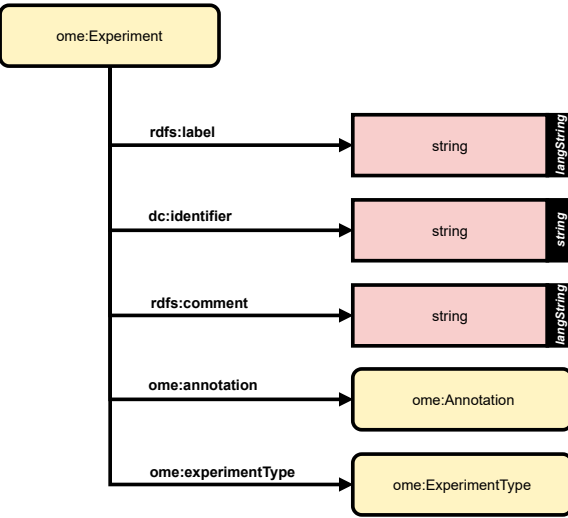 ome:Experiment
rdfs:label
string
langString
dc:identifier
string
string
rdfs:comment
string
langString
ome:annotation
ome:Annotation
ome:experimentType
ome:ExperimentType